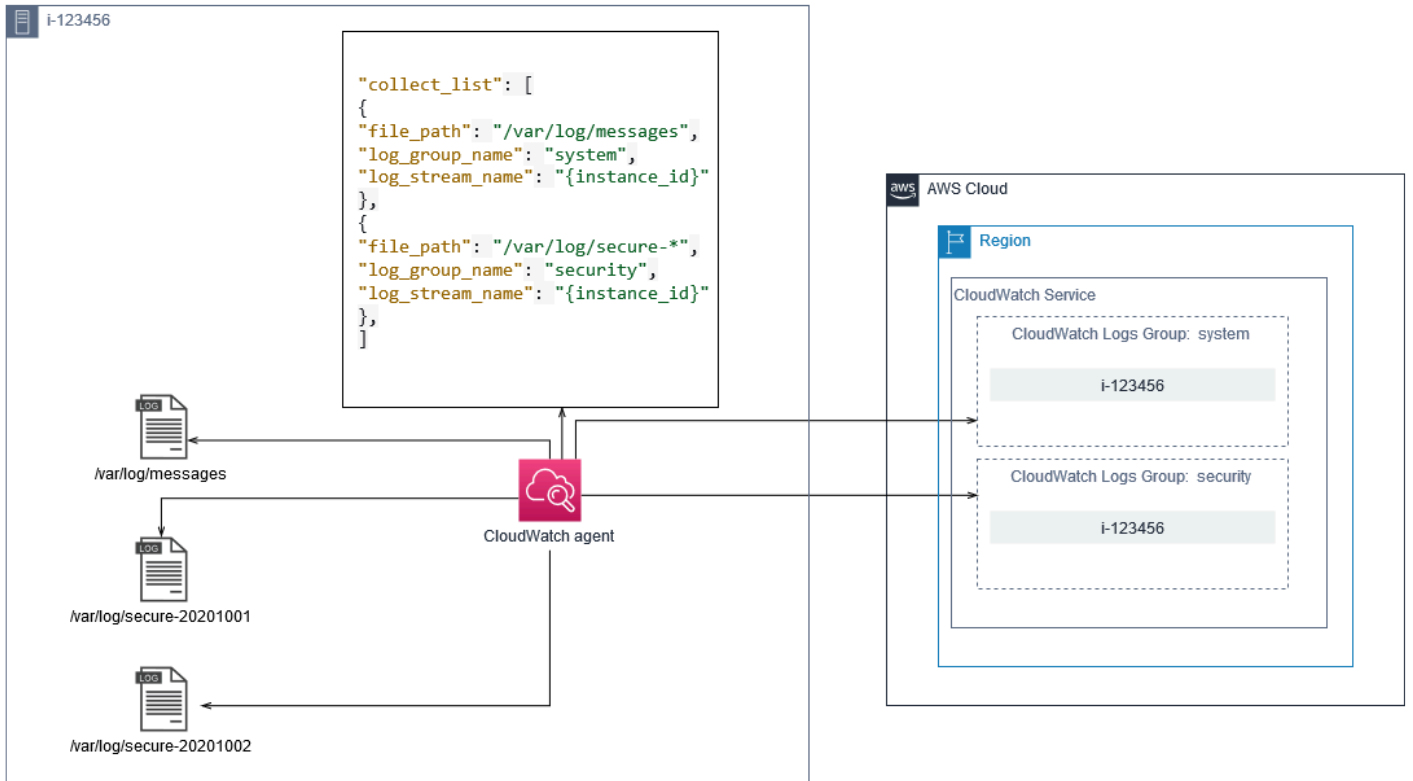 i-123456
"collect_list": [
{
"file_path": "/var/log/messages",
"log_group_name": "system",
"log_stream_name": "{instance_id}"
},
{
"file_path": "/var/log/secure-*",
"log_group_name": "security",
"log_stream_name": "{instance_id}"
},
]
LOG
/var/log/messages
LOG
/var/log/secure-20201001
LOG
/var/log/secure-20201002
CloudWatch agent
aws
AWS Cloud
Region
CloudWatch Service
CloudWatch Logs Group: system
i-123456
CloudWatch Logs Group: security
i-123456